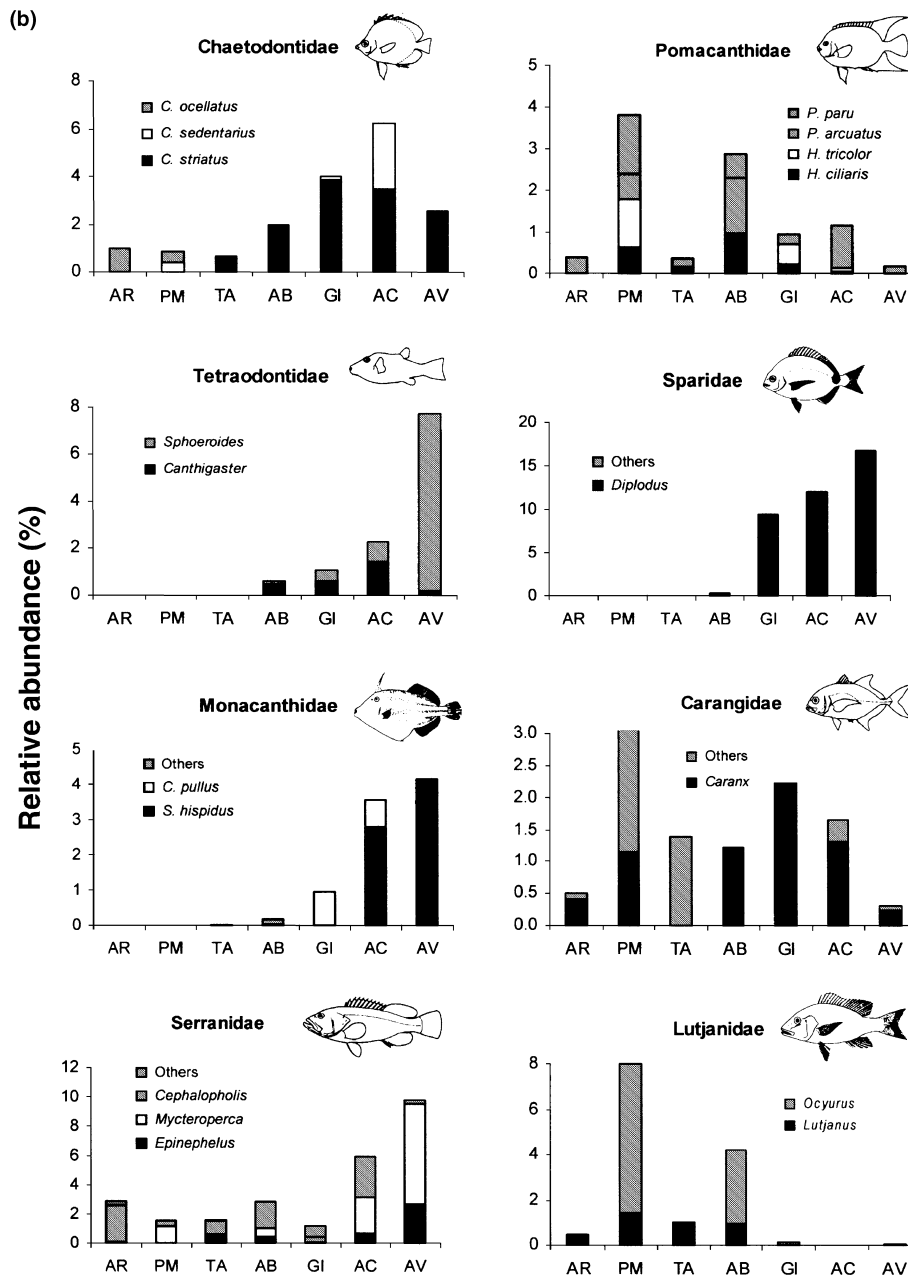 (b)
Relative abundance (%)
Chaetodontidae
8
6
4
2
0
C. ocellatus
C. sedentarius
C. striatus
AR PM TA AB GI AC AV
Pomacanthidae
5
4
3
2
1
0
P. paru
P. arcuatus
H. tricolor
H. ciliaris
AR PM TA AB GI AC AV
Tetraodontidae
8
6
4
2
0
Sphoeroides
Canthigaster
AR PM TA AB GI AC AV
Sparidae
20
15
10
5
0
Others
Diplodus
AR PM TA AB GI AC AV
Monacanthidae
5
4
3
2
1
0
Others
C. pullus
S. hispidus
AR PM TA AB GI AC AV
Carangidae
3.0
2.5
2.0
1.5
1.0
0.5
0.0
Others
Caranx
AR PM TA AB GI AC AV
Serranidae
12
10
8
6
4
2
0
Others
Cephalopholis
Mycteroperca
Epinephelus
AR PM TA AB GI AC AV
Lutjanidae
8
6
4
2
0
Ocyurus
Lutjanus
AR PM TA AB GI AC AV